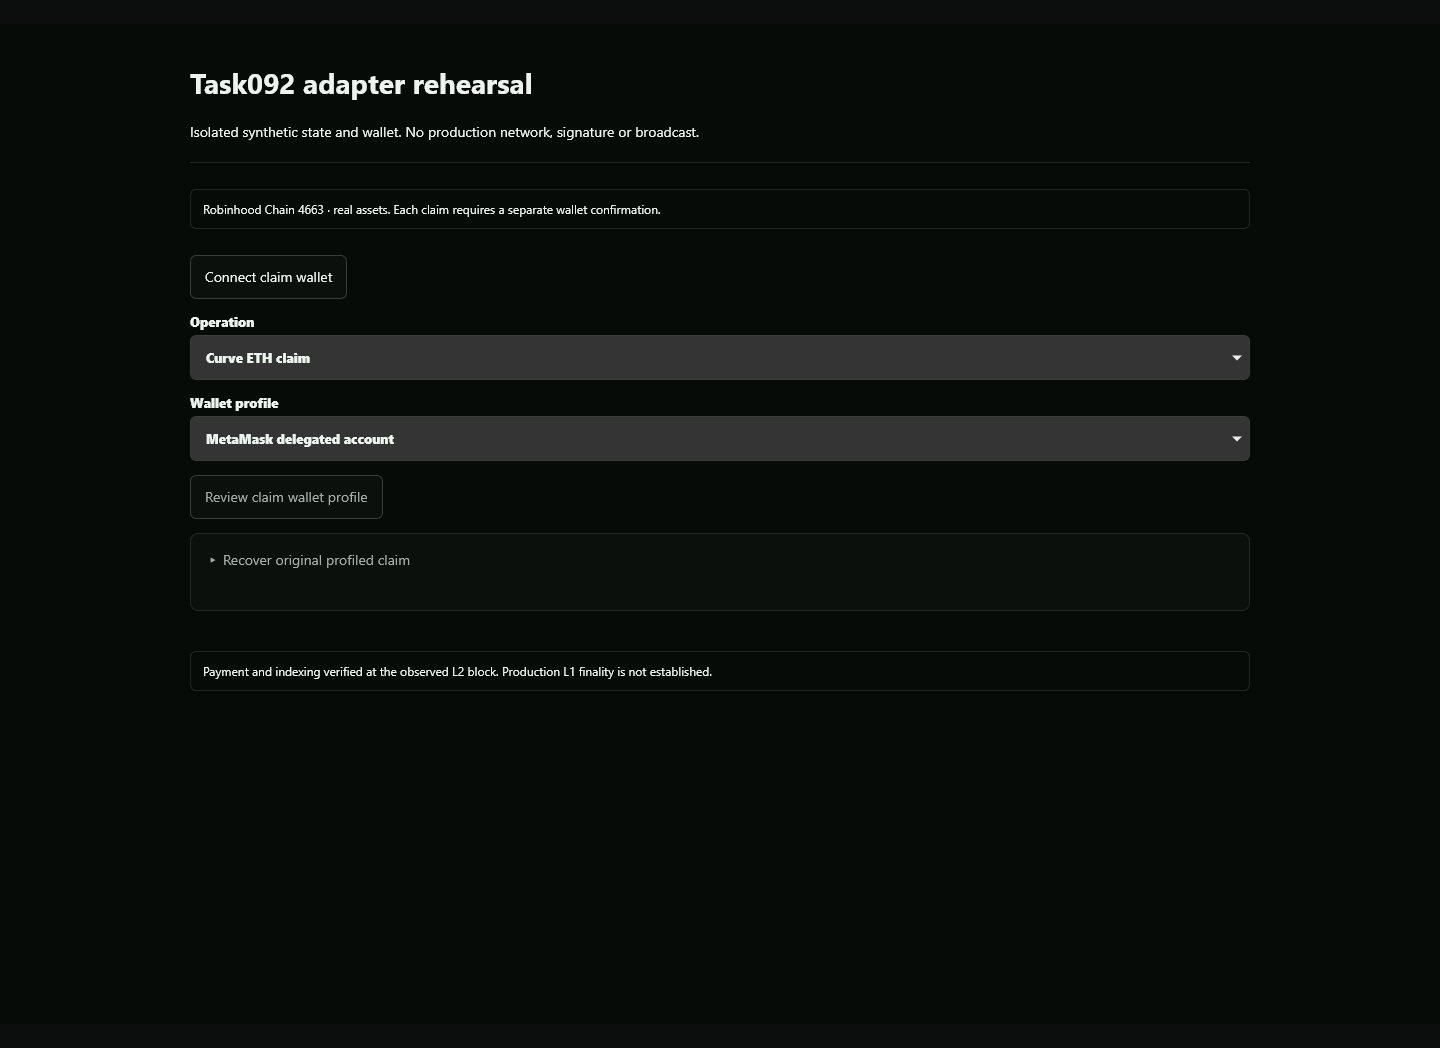 Task092 adapter rehearsal
Isolated synthetic state and wallet. No production network, signature or broadcast.
Robinhood Chain 4663 · real assets. Each claim requires a separate wallet confirmation.
Connect claim wallet
Operation
Curve ETH claim
Wallet profile
MetaMask delegated account
Review claim wallet profile
Recover original profiled claim
Payment and indexing verified at the observed L2 block. Production L1 finality is not established.